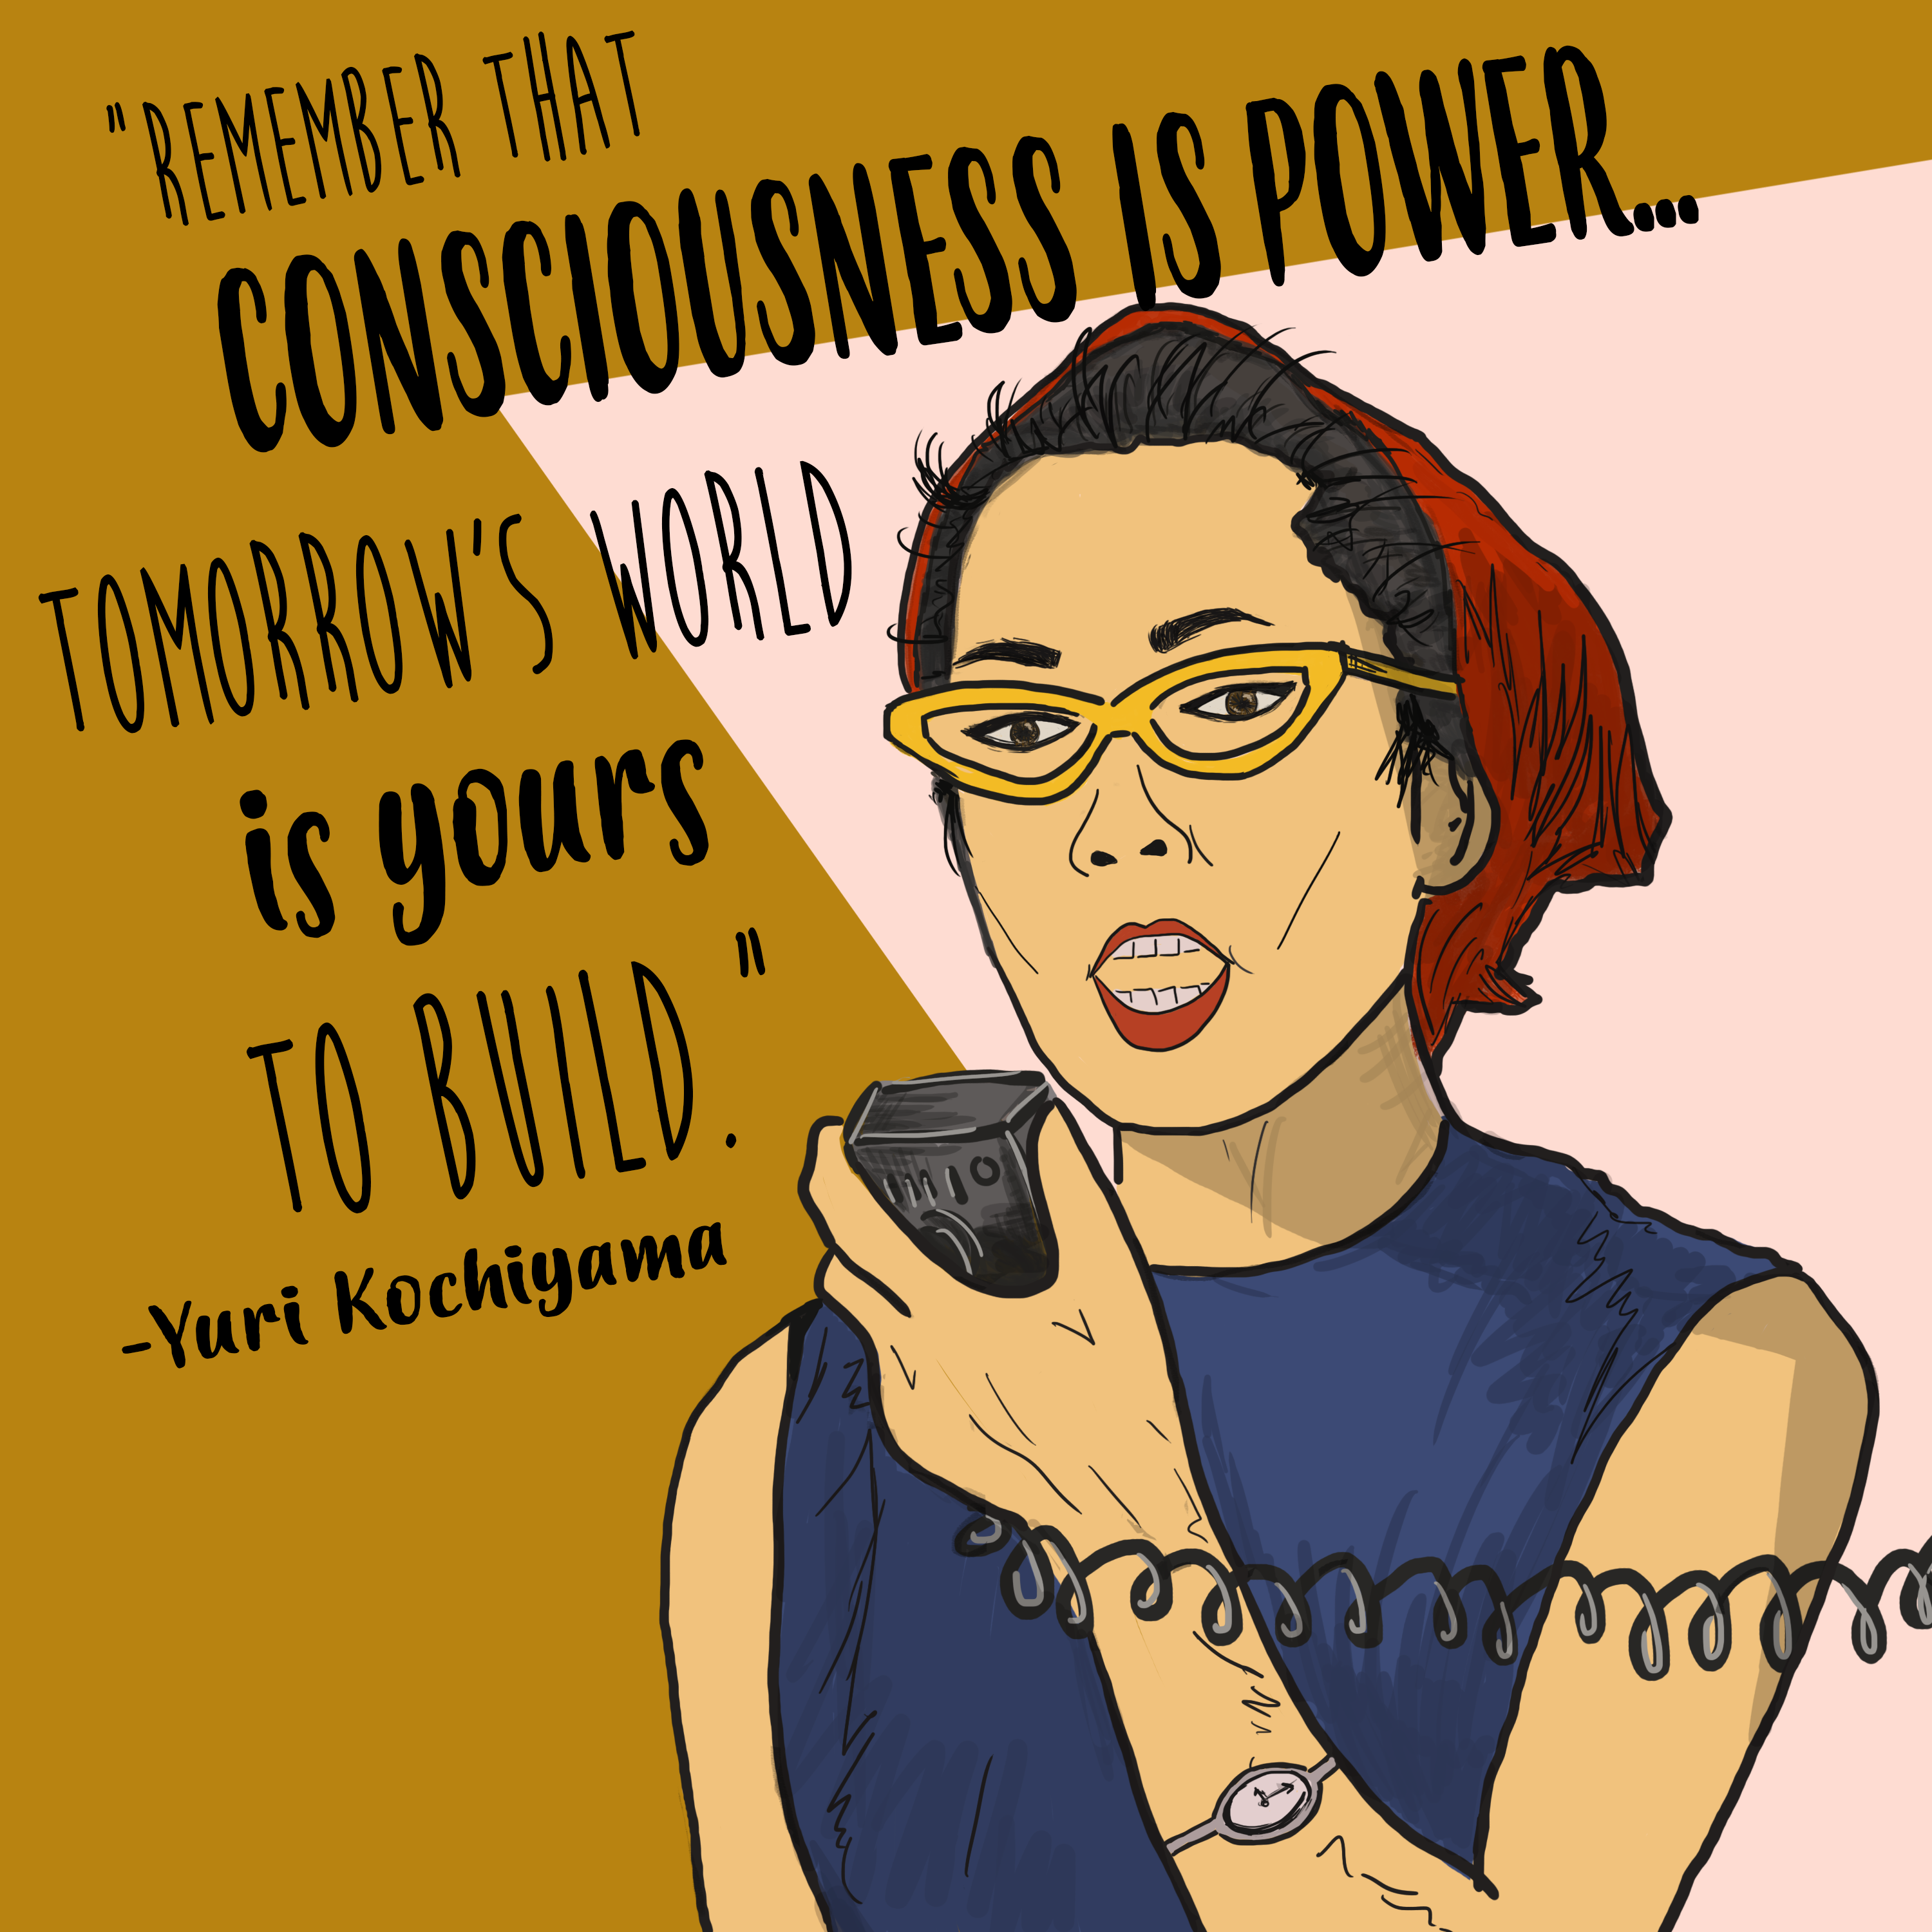 "REMEMBER THAT
CONSCIOUSNESS IS POWER...
TOMORROW'S WORLD
is yours
TO BUILD."
-Yuri Kochiyama